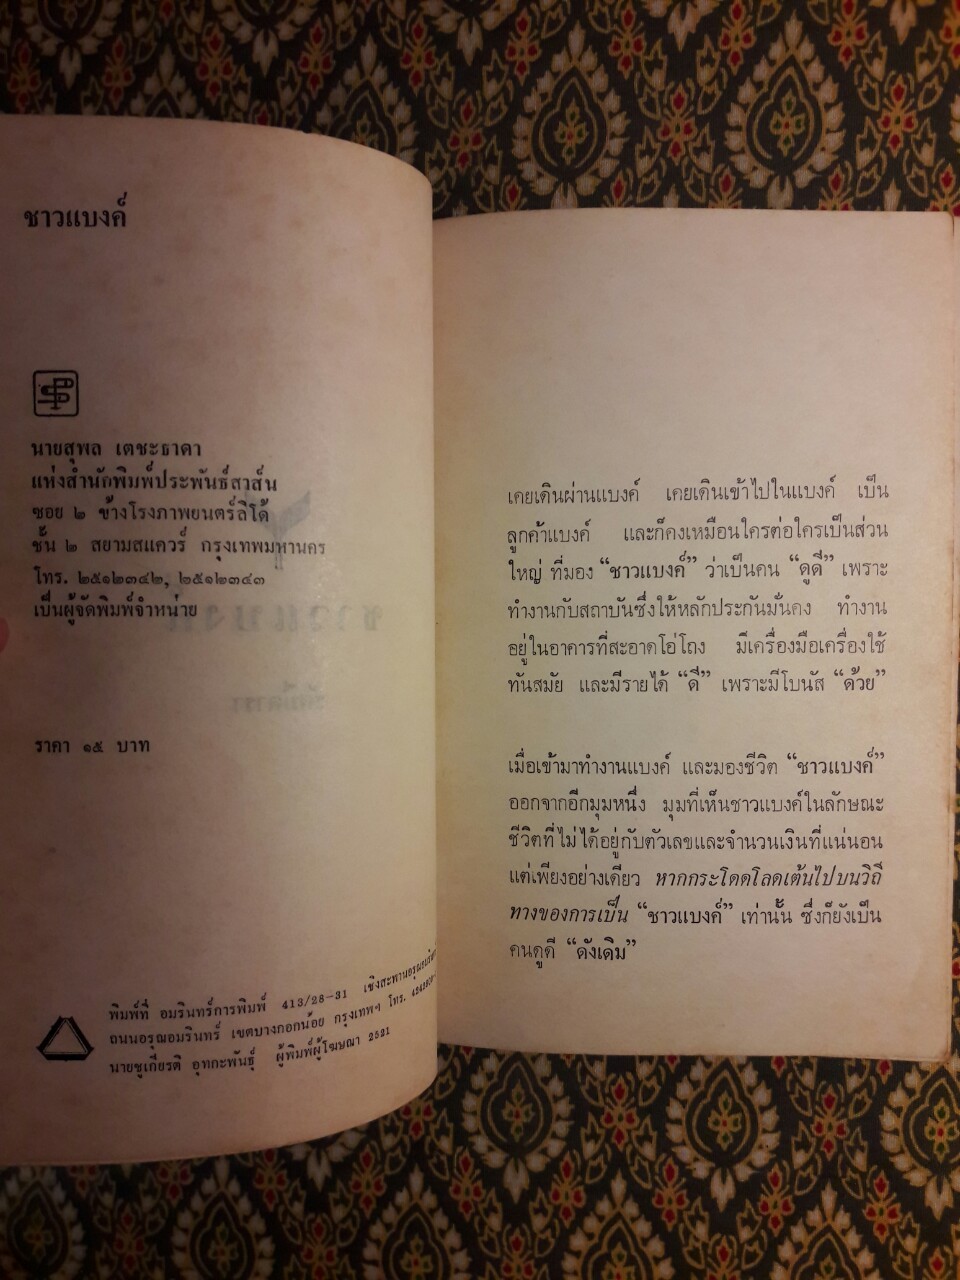 ชาวแบงค์
นายสุพล เตชะธาดา
แห่งสำนักพิมพ์ประพันธ์สาส์น
ซอย ๒ ข้างโรงภาพยนตร์ลิโด้
ชั้น ๒ สยามสแควร์ กรุงเทพมหานคร
โทร. ๒๕๑๒๓๔๒, ๒๕๑๒๓๔๓
เป็นผู้จัดพิมพ์จำหน่าย
ราคา ๑๕ บาท
พิมพ์ที่ อมรินทร์การพิมพ์ 413/28-31 เชิงสะพานอรุณอมรินทร์
ถนนอรุณอมรินทร์ เขตบางกอกน้อย กรุงเทพฯ โทร.
นายชูเกียรติ อุทกะพันธุ์ ผู้พิมพ์ผู้โฆษณา 2521
เคยเดินผ่านแบงค์ เคยเดินเข้าไปในแบงค์ เป็น
ลูกค้าแบงค์ และก็คงเหมือนใครต่อใครเป็นส่วน
ใหญ่ ที่มอง “ชาวแบงค์” ว่าเป็นคน “ดูดี” เพราะ
ทำงานกับสถาบันซึ่งให้หลักประกันมั่นคง ทำงาน
อยู่ในอาคารที่สะอาดโอ่โถง มีเครื่องมือเครื่องใช้
ทันสมัย และมีรายได้ “ดี” เพราะมีโบนัส “ด้วย”
เมื่อเข้ามาทำงานแบงค์ และมองชีวิต “ชาวแบงค์”
ออกจากอีกมุมหนึ่ง มุมที่เห็นชาวแบงค์ในลักษณะ
ชีวิตที่ไม่ได้อยู่กับตัวเลขและจำนวนเงินที่แน่นอน
แต่เพียงอย่างเดียว หากกระโดดโลดเต้นไปบนวิถี
ทางของการเป็น “ชาวแบงค์” เท่านั้น ซึ่งก็ยังเป็น
คนดูดี “ดังเดิม”